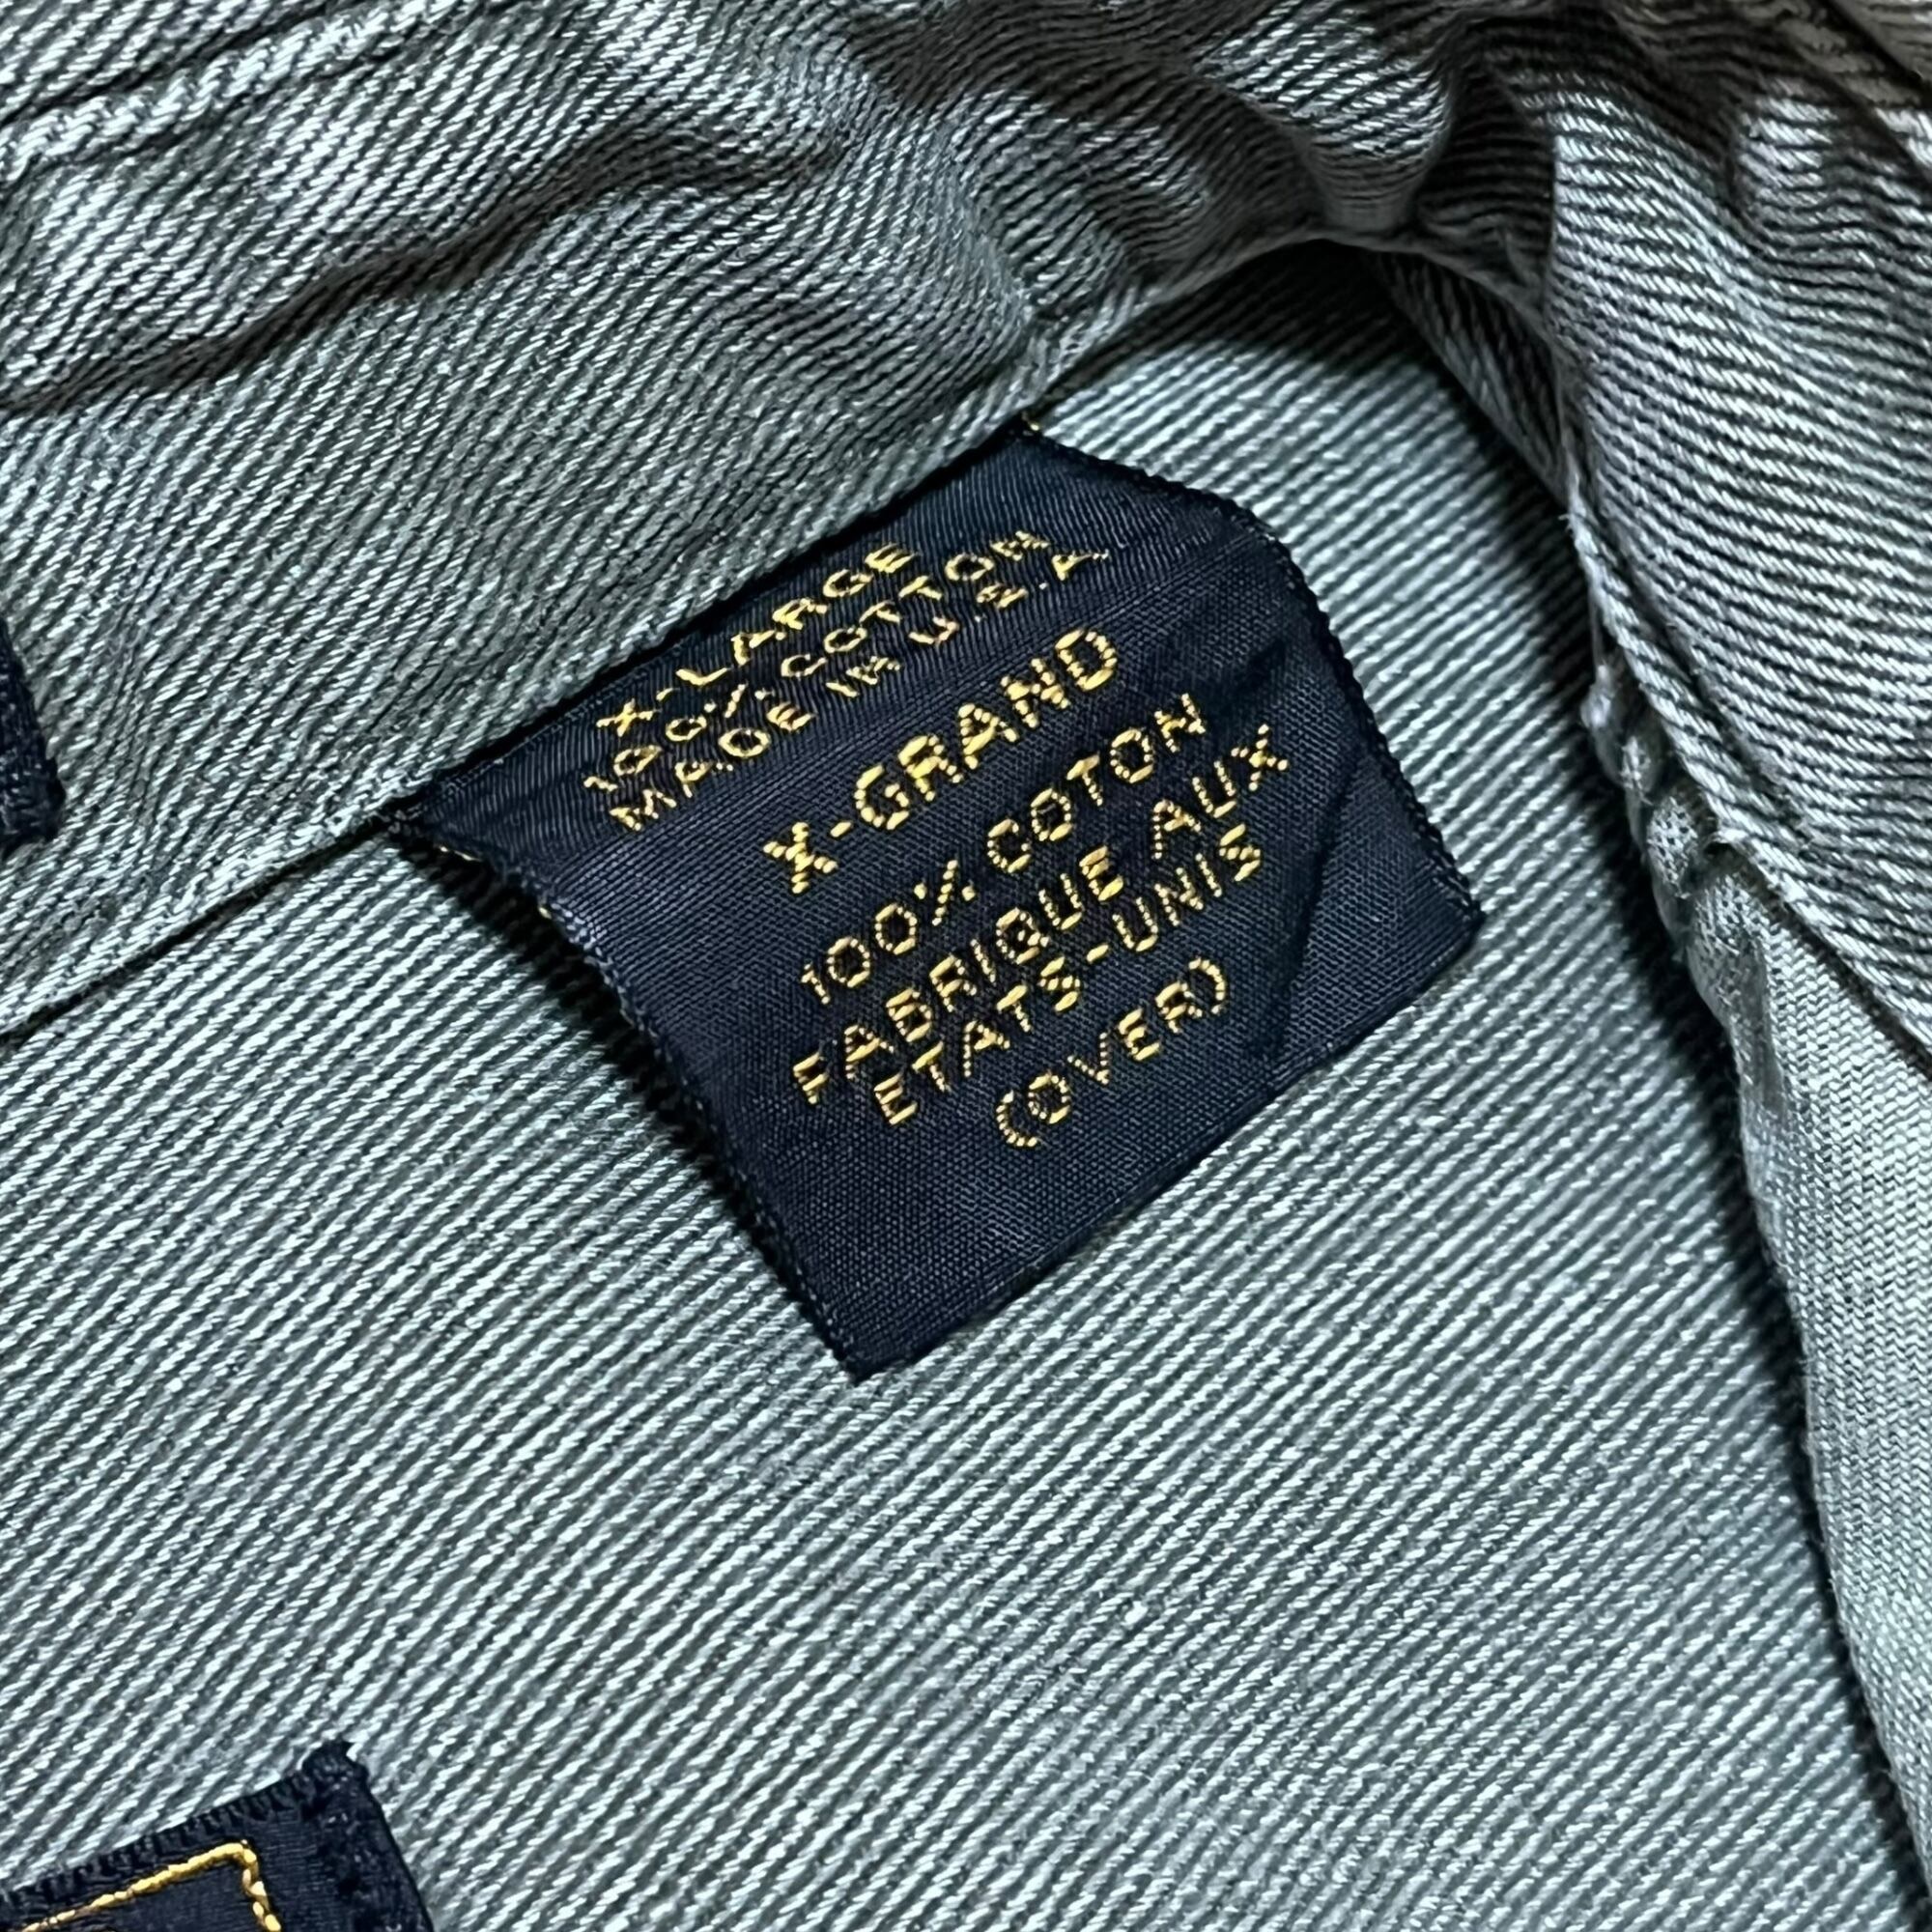 X-LARGE
100% COTTON
MADE IN U.S.A.
X-GRAND
100% COTON
FABRIQUE AUX
ETATS-UNIS
(OVER)